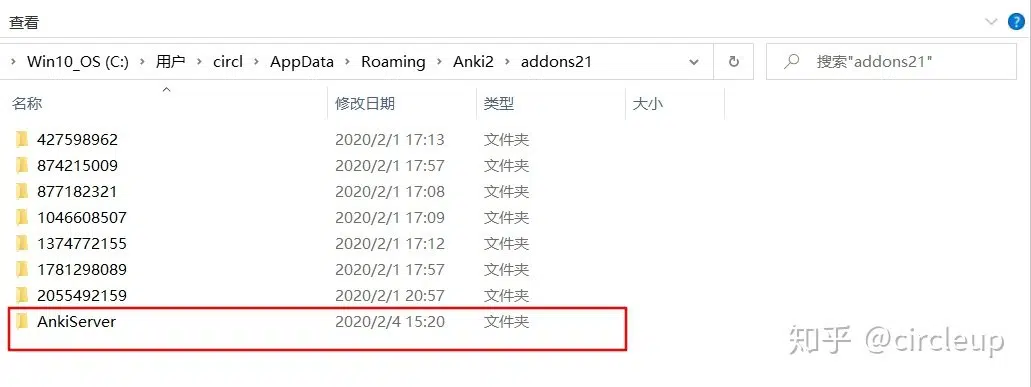 查看
Win10_OS (C:) › 用户 › circl › AppData › Roaming › Anki2 › addons21 搜索"addons21"
名称 修改日期 类型 大小
427598962 2020/2/1 17:13 文件夹
874215009 2020/2/1 17:57 文件夹
877182321 2020/2/1 17:08 文件夹
1046608507 2020/2/1 17:09 文件夹
1374772155 2020/2/1 17:12 文件夹
1781298089 2020/2/1 17:57 文件夹
2055492159 2020/2/1 20:57 文件夹
AnkiServer 2020/2/4 15:20 文件夹
知乎 @circleup